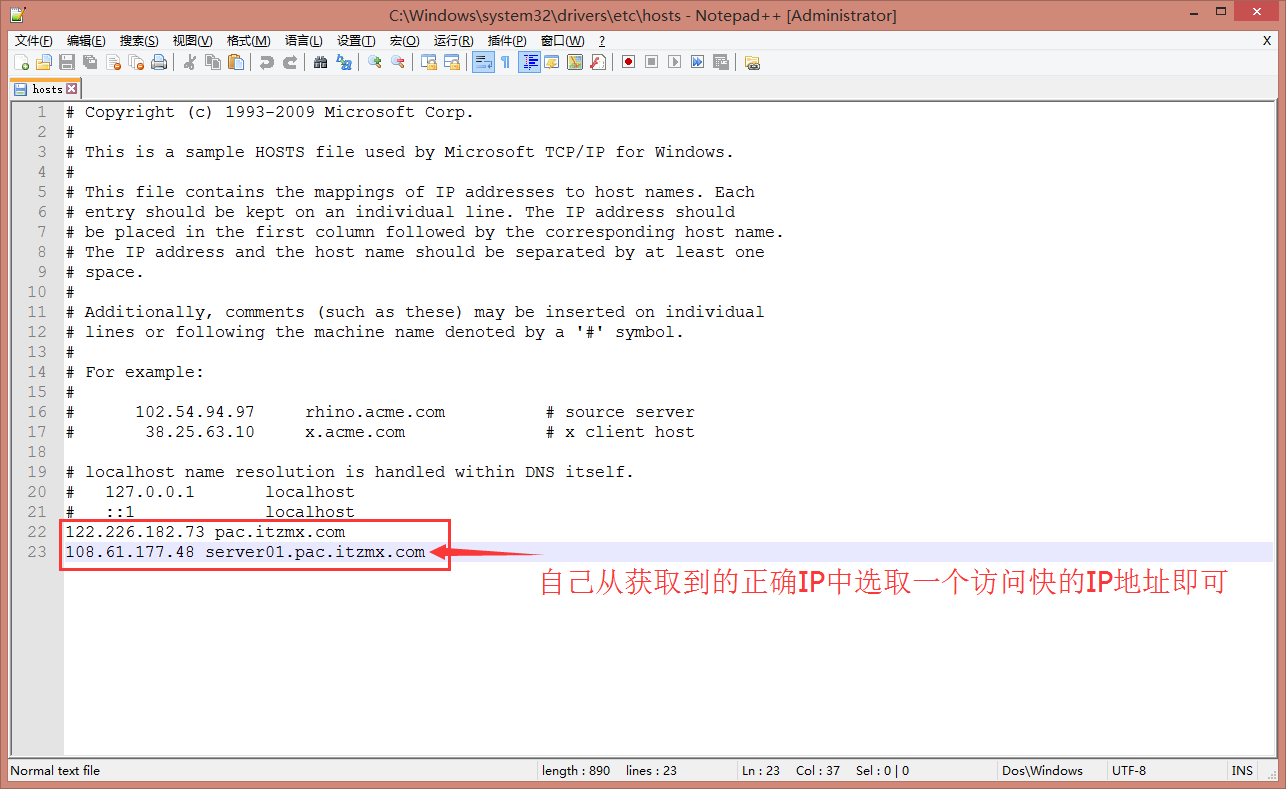 C:\Windows\system32\drivers\etc\hosts - Notepad++ [Administrator]
文件(F) 编辑(E) 搜索(S) 视图(V) 格式(M) 语言(L) 设置(T) 宏(O) 运行(R) 插件(P) 窗口(W) ? X
hosts
1 # Copyright (c) 1993-2009 Microsoft Corp.
2 #
3 # This is a sample HOSTS file used by Microsoft TCP/IP for Windows.
4 #
5 # This file contains the mappings of IP addresses to host names. Each
6 # entry should be kept on an individual line. The IP address should
7 # be placed in the first column followed by the corresponding host name.
8 # The IP address and the host name should be separated by at least one
9 # space.
10 #
11 # Additionally, comments (such as these) may be inserted on individual
12 # lines or following the machine name denoted by a '#' symbol.
13 #
14 # For example:
15 #
16 #      102.54.94.97     rhino.acme.com          # source server
17 #       38.25.63.10     x.acme.com              # x client host
18
19 # localhost name resolution is handled within DNS itself.
20 #   127.0.0.1       localhost
21 #   ::1             localhost
22 122.226.182.73 pac.itzmx.com
23 108.61.177.48 server01.pac.itzmx.com
自己从获取到的正确IP中选取一个访问快的IP地址即可
Normal text file length : 890 lines : 23 Ln : 23 Col : 37 Sel : 0 | 0 Dos\Windows UTF-8 INS